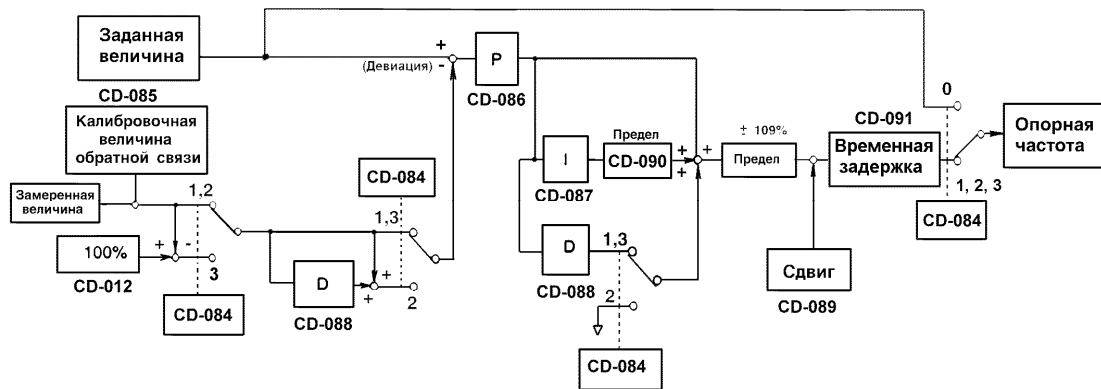 Заданная
величина
CD-085
Калибровочная
величина
обратной связи
Замеренная
величина
100%
CD-012
+
-
1,2
3
CD-084
D
CD-088
+
+
CD-084
1,3
2
+
-
(Девиация)
P
CD-086
I
CD-087
Предел
CD-090
+
+
+
D
CD-088
1,3
2
CD-084
± 109%
Предел
Сдвиг
CD-089
CD-091
Временная
задержка
0
1, 2, 3
CD-084
Опорная
частота